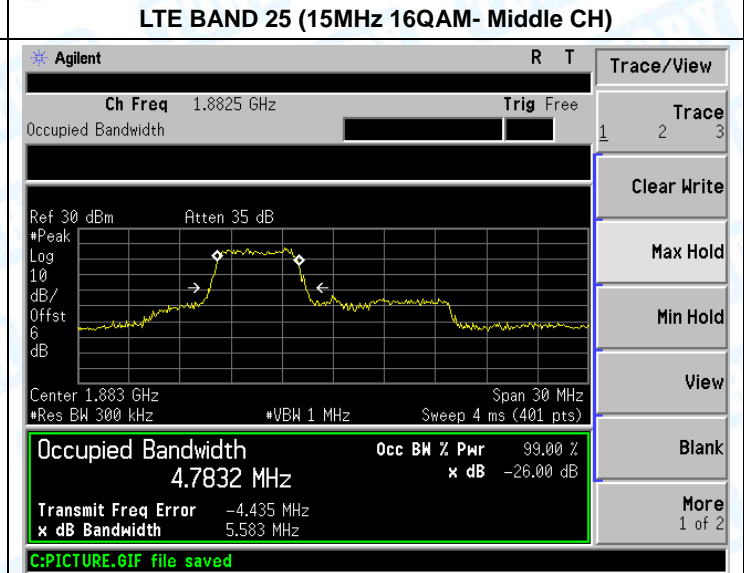 LTE BAND 25 (15MHz 16QAM- Middle CH)
Agilent R T
Trace/View
Ch Freq 1.8825 GHz Trig Free
Occupied Bandwidth
Trace
1 2 3
Clear Write
Ref 30 dBm Atten 35 dB
#Peak
Log
10
dB/
Offst
6
dB
Max Hold
Min Hold
Center 1.883 GHz Span 30 MHz
#Res BW 300 kHz #VBW 1 MHz Sweep 4 ms (401 pts)
View
Occupied Bandwidth Occ BW % Pwr 99.00 %
4.7832 MHz x dB -26.00 dB
Blank
Transmit Freq Error -4.435 MHz
x dB Bandwidth 5.583 MHz
More
1 of 2
C:PICTURE.GIF file saved